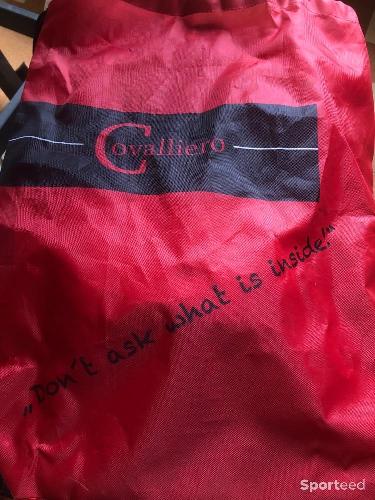 Covalliero
„Don't ask what is inside!"
Sporteed